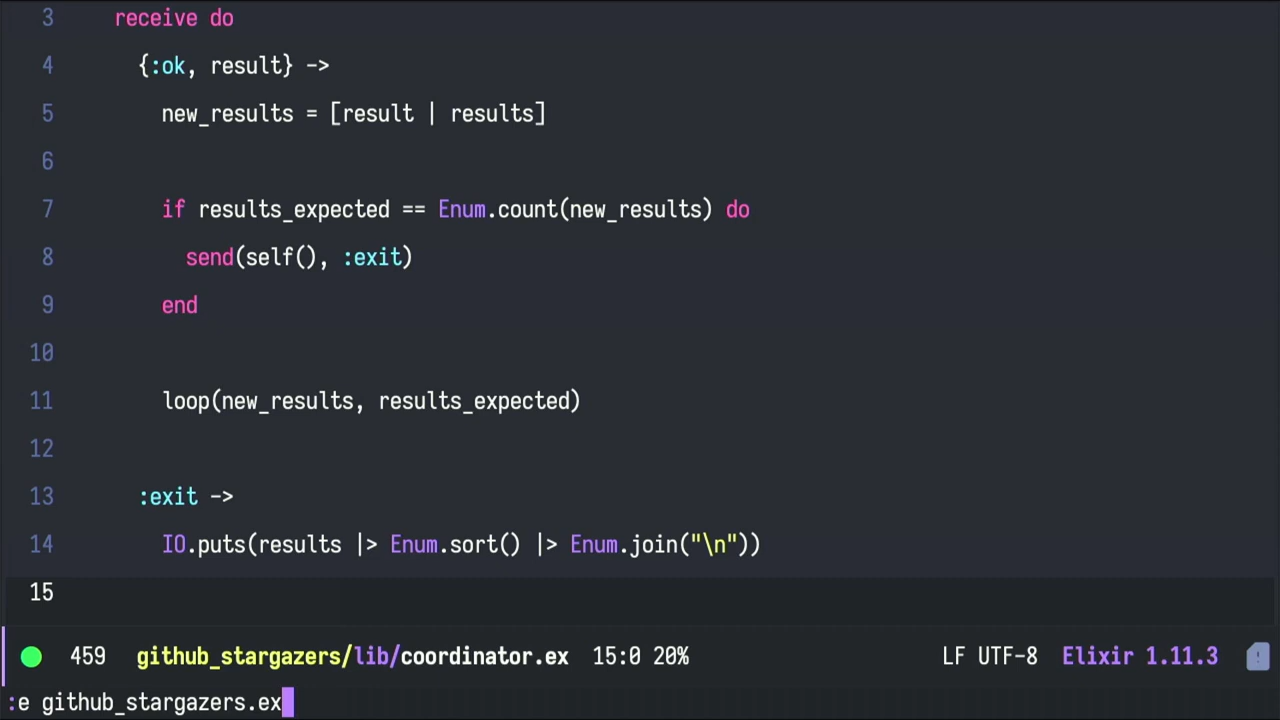 3 receive do
4 {:ok, result} ->
5 new_results = [result | results]
6
7 if results_expected == Enum.count(new_results) do
8 send(self(), :exit)
9 end
10
11 loop(new_results, results_expected)
12
13 :exit ->
14 IO.puts(results |> Enum.sort() |> Enum.join("\n"))
15
459 github_stargazers/lib/coordinator.ex 15:0 20% LF UTF-8 Elixir 1.11.3
:e github_stargazers.ex